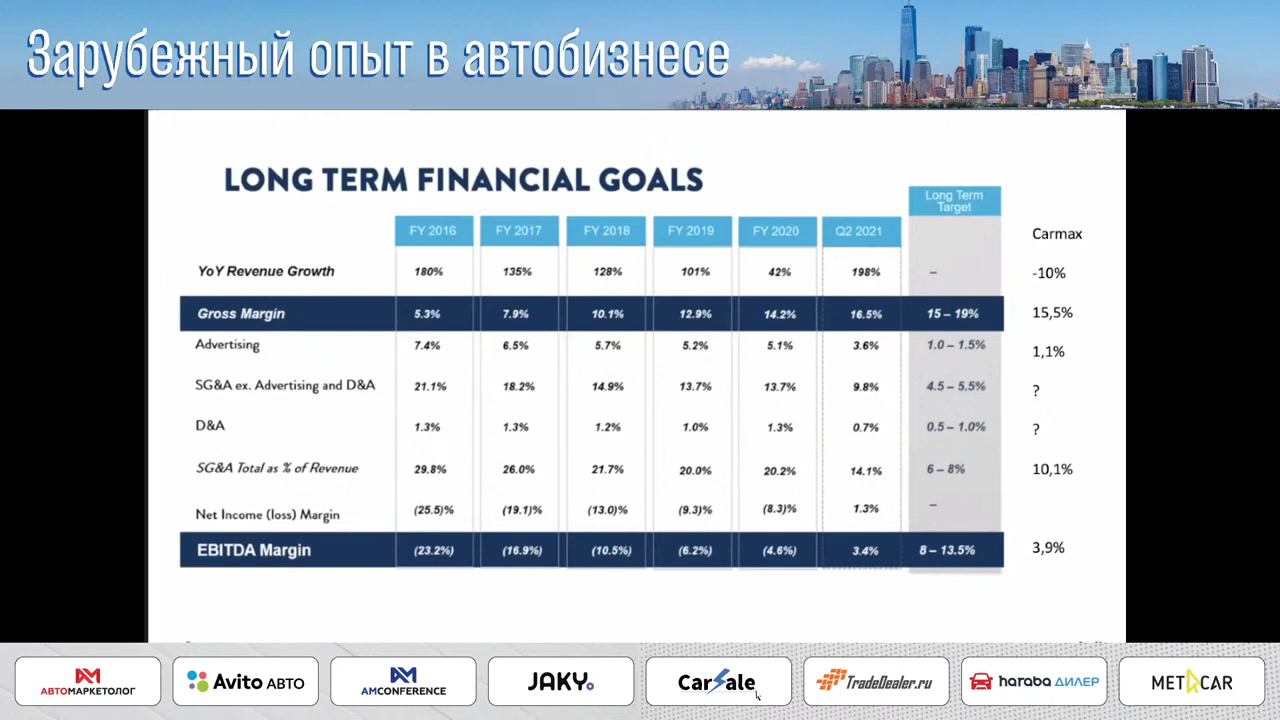 Зарубежный опыт в автобизнесе
LONG TERM FINANCIAL GOALS
Long Term
Target
FY 2016 FY 2017 FY 2018 FY 2019 FY 2020 Q2 2021 Carmax
YoY Revenue Growth 180% 135% 128% 101% 42% 198% – -10%
Gross Margin 5.3% 7.9% 10.1% 12.9% 14.2% 16.5% 15 – 19% 15,5%
Advertising 7.4% 6.5% 5.7% 5.2% 5.1% 3.6% 1.0 – 1.5% 1,1%
SG&A ex. Advertising and D&A 21.1% 18.2% 14.9% 13.7% 13.7% 9.8% 4.5 – 5.5% ?
D&A 1.3% 1.3% 1.2% 1.0% 1.3% 0.7% 0.5 – 1.0% ?
SG&A Total as % of Revenue 29.8% 26.0% 21.7% 20.0% 20.2% 14.1% 6 – 8% 10,1%
Net Income (loss) Margin (25.5)% (19.1)% (13.0)% (9.3)% (8.3)% 1.3% –
EBITDA Margin (23.2%) (16.9%) (10.5%) (6.2%) (4.6%) 3.4% 8 – 13.5% 3,9%
АВТОМАРКЕТОЛОГ Avito АВТО AMCONFERENCE JAKY CarSale TradeDealer.ru haraba ДИЛЕР METACAR